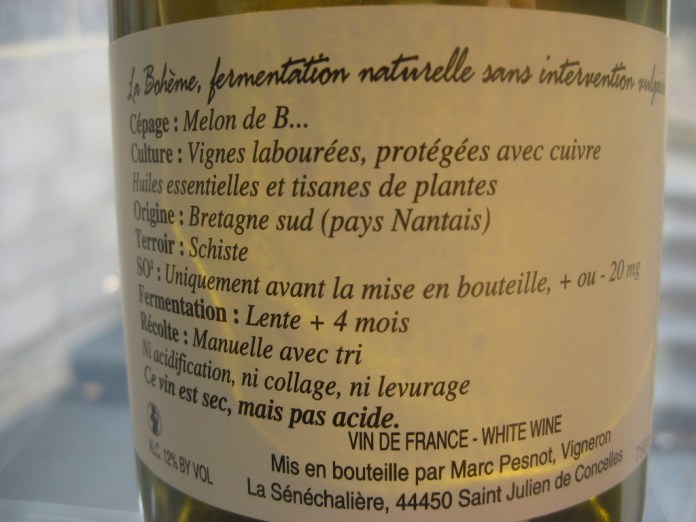 La Bohème, fermentation naturelle sans intervention
Cépage : Melon de B...
Culture : Vignes labourées, protégées avec cuivre
Huiles essentielles et tisanes de plantes
Origine : Bretagne sud (pays Nantais)
Terroir : Schiste
SO² : Uniquement avant la mise en bouteille, + ou - 20 mg
Fermentation : Lente + 4 mois
Récolte : Manuelle avec tri
Ni acidification, ni collage, ni levurage
Ce vin est sec, mais pas acide.
VIN DE FRANCE - WHITE WINE
ALC. 12% BY VOL
Mis en bouteille par Marc Pesnot, Vigneron
La Sénéchalière, 44450 Saint Julien de Concelles